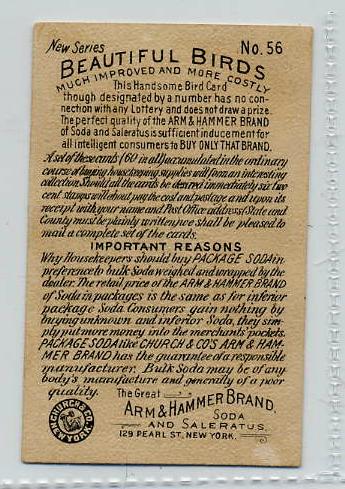 New Series No. 56
BEAUTIFUL BIRDS
MUCH IMPROVED AND MORE COSTLY
This Handsome Bird Card
though designated by a number has no con-
nection with any Lottery and does not draw a prize.
The perfect quality of the ARM & HAMMER BRAND
of Soda and Saleratus is sufficient inducement for
all intelligent consumers to BUY ONLY THAT BRAND.
A set of these cards (60 in all) accumulated in the ordinary
course of buying housekeeping supplies will form an interesting
collection. Should all the cards be desired immediately six two
cent stamps will about pay the cost and postage and upon its
receipt with your name and Post Office address (State and
County must be plainly written) we shall be pleased to
mail a complete set of the cards.
IMPORTANT REASONS
Why Housekeepers should buy PACKAGE SODA in
preference to bulk Soda weighed and wrapped by the
dealer. The retail price of the ARM & HAMMER BRAND
of Soda in packages is the same as for inferior
package Soda. Consumers gain nothing by
buying unknown and inferior Soda, they sim-
ply put more money into the merchants' pockets.
PACKAGE SODA like CHURCH & CO'S ARM & HAM-
MER BRAND has the guarantee of a responsible
manufacturer. Bulk Soda may be of any
body's manufacture and generally of a poor
quality.
The Great
ARM & HAMMER BRAND
SODA
AND SALERATUS.
129 PEARL ST. NEW YORK.
CHURCH & CO.
NEW YORK